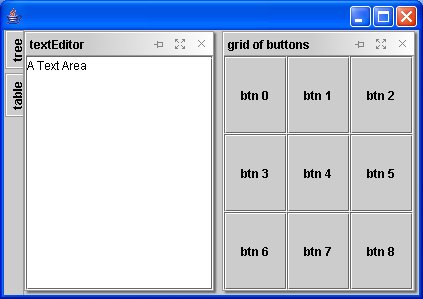 tree
table
textEditor
A Text Area
grid of buttons
btn 0 btn 1 btn 2
btn 3 btn 4 btn 5
btn 6 btn 7 btn 8